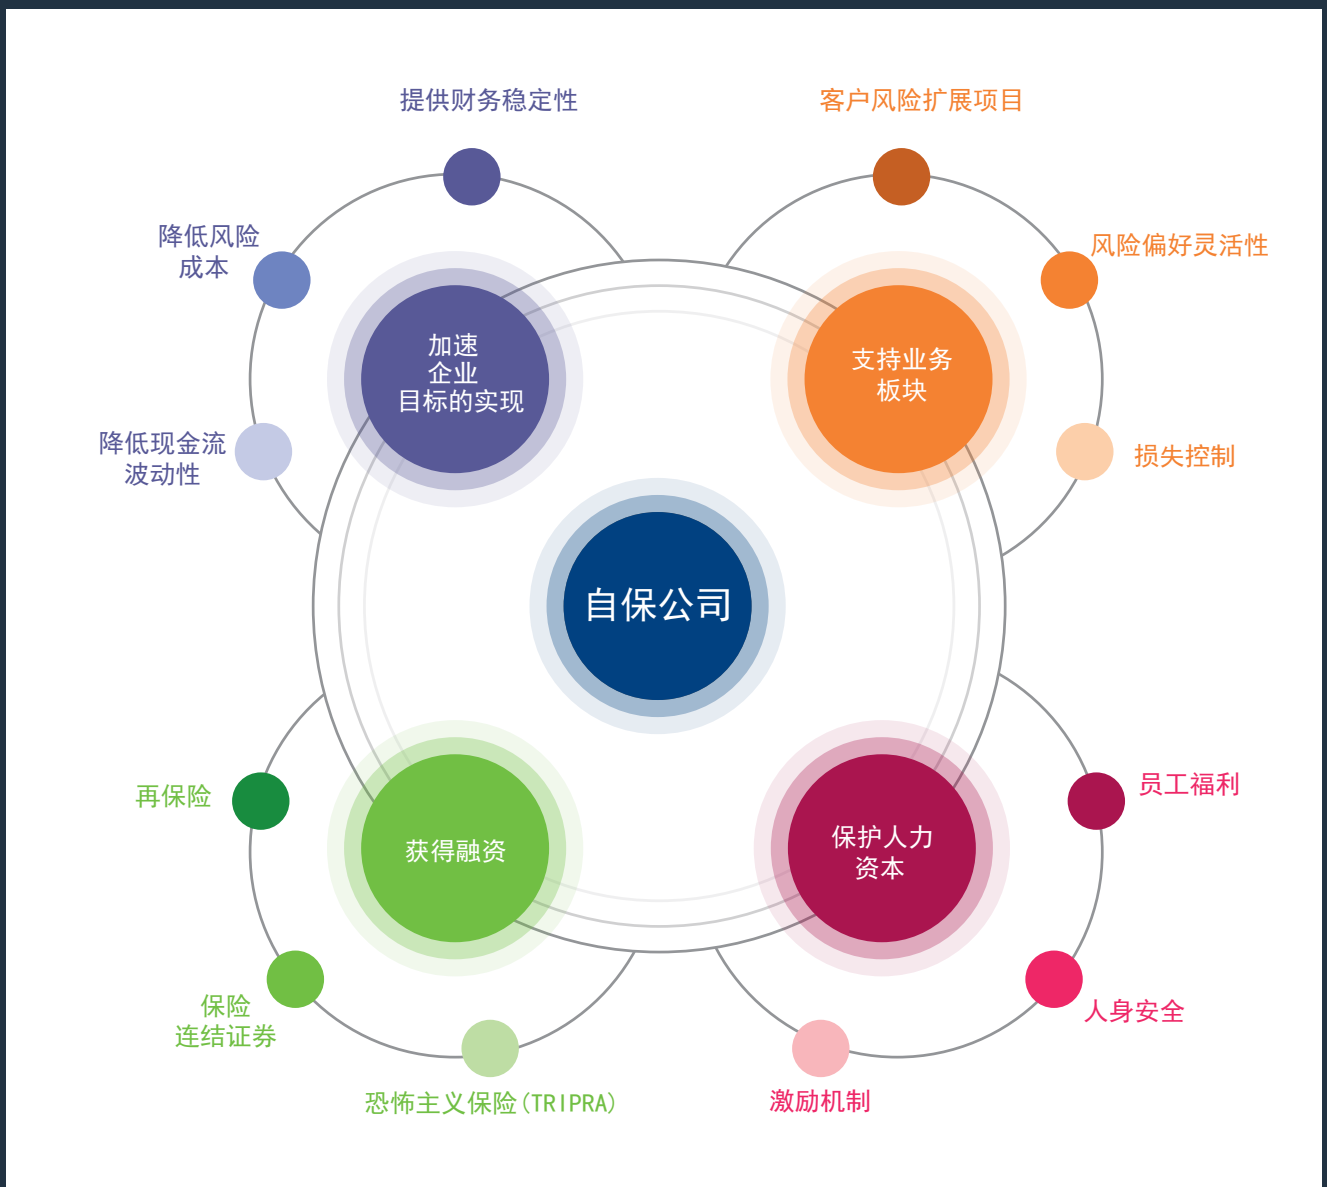 提供财务稳定性
客户风险扩展项目
降低风险
成本
风险偏好灵活性
加速
企业
目标的实现
支持业务
板块
降低现金流
波动性
损失控制
自保公司
再保险
员工福利
获得融资
保护人力
资本
保险
连结证券
人身安全
恐怖主义保险(TRIPRA)
激励机制